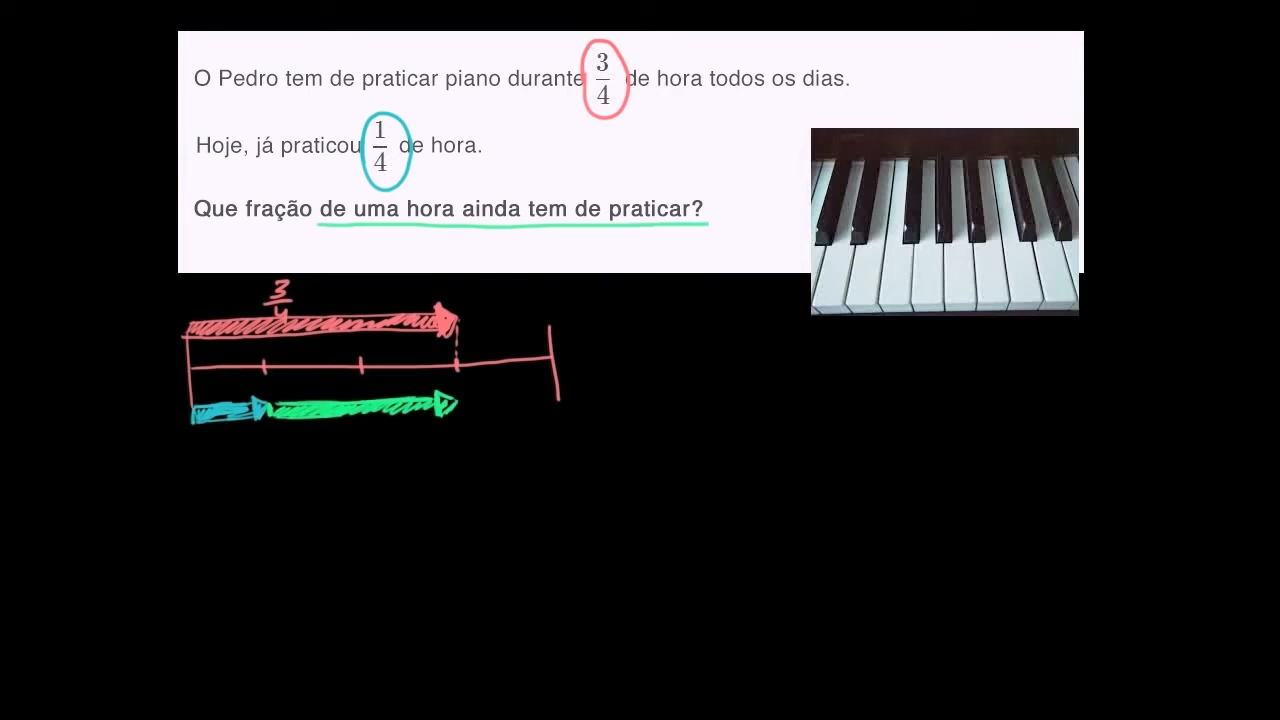 O Pedro tem de praticar piano durante 3/4 de hora todos os dias.
Hoje, já praticou 1/4 de hora.
Que fração de uma hora ainda tem de praticar?
3/4